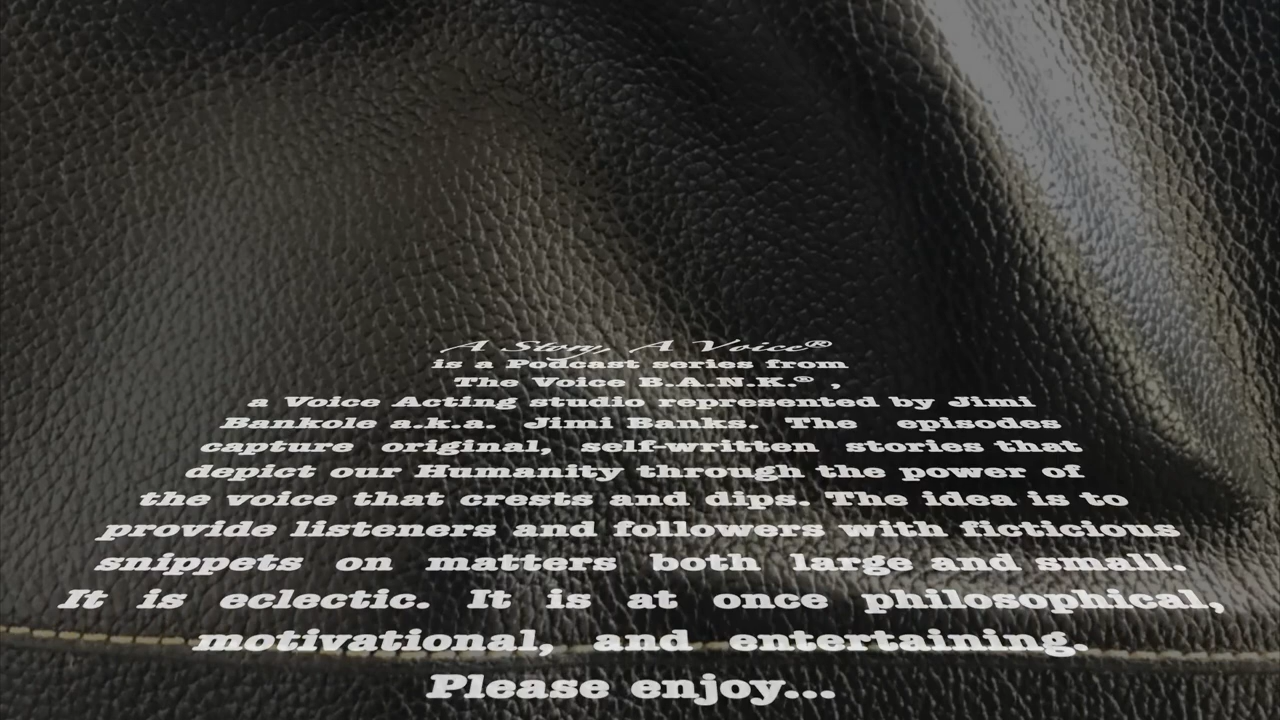 A Story, A Voice®
is a Podcast series from
The Voice B.A.N.K.® ,
a Voice Acting studio represented by Jimi
Bankole a.k.a. Jimi Banks. The episodes
capture original, self-written stories that
depict our Humanity through the power of
the voice that crests and dips. The idea is to
provide listeners and followers with ficticious
snippets on matters both large and small.
It is eclectic. It is at once philosophical,
motivational, and entertaining.
Please enjoy...